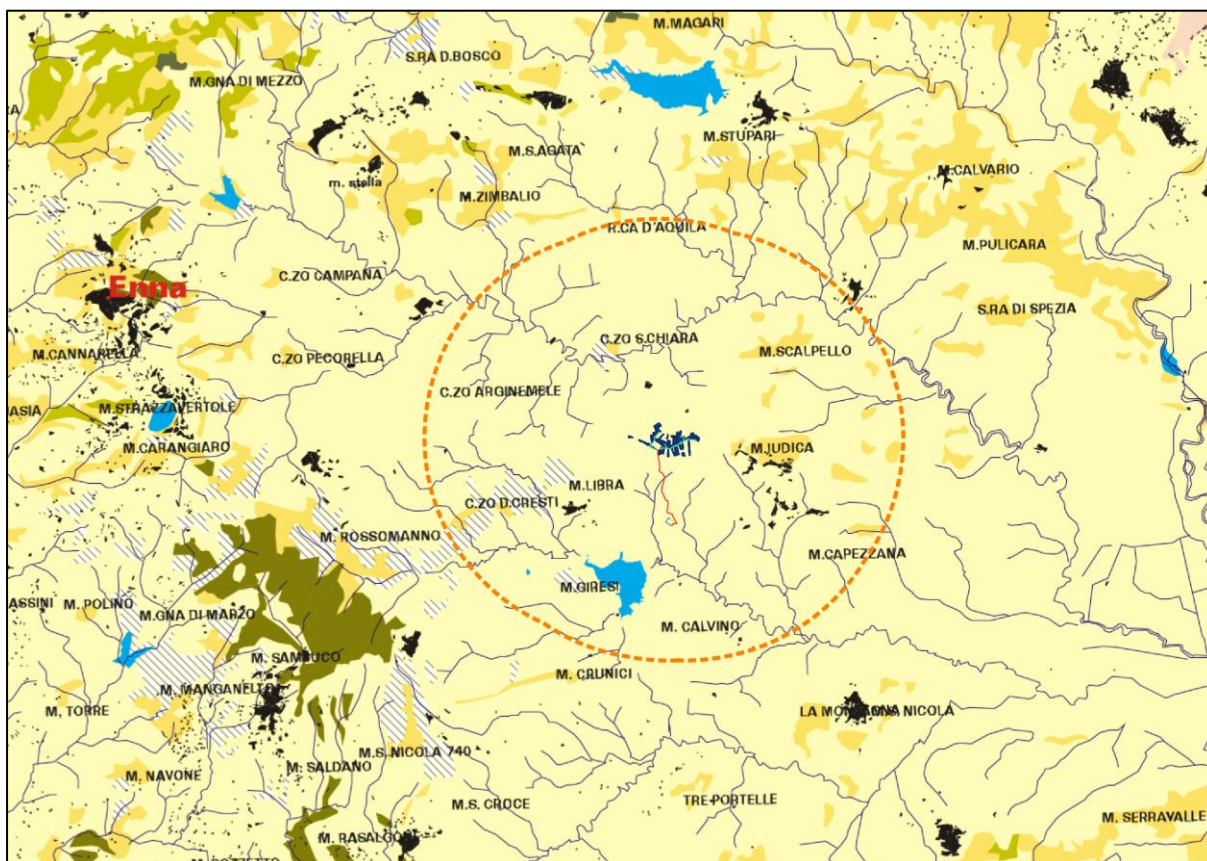 M.MAGARI
S.RA D.BOSCO
M.GNA DI MEZZO
M.STUPARI
M.S.AGATA
M.CALVARIO
m. stella
M.ZIMBALIO
R.CA D'AQUILA
M.PULICARA
C.ZO CAMPANA
Enna
S.RA DI SPEZIA
C.ZO S.CHIARA
M.SCALPELLO
M.CANNARELLA
C.ZO PECORELLA
C.ZO ARGINEMELE
ASIA
M.STRAZZAVERTOLE
M.CARANGIARO
M.JUDICA
M.LIBRA
C.ZO D.CRESTI
M. ROSSOMANNO
M.CAPEZZANA
M.GIRESI
ASSINI
M. POLINO
M.GNA DI MARZO
M. CALVINO
M. SAMBUCO
M. CRUNICI
M. MANGANELLO
M. TORRE
M.S. NICOLA
M.S.NICOLA 740
M. NAVONE
M. SALDANO
M.S. CROCE
TRE PORTELLE
M. SERRAVALLE